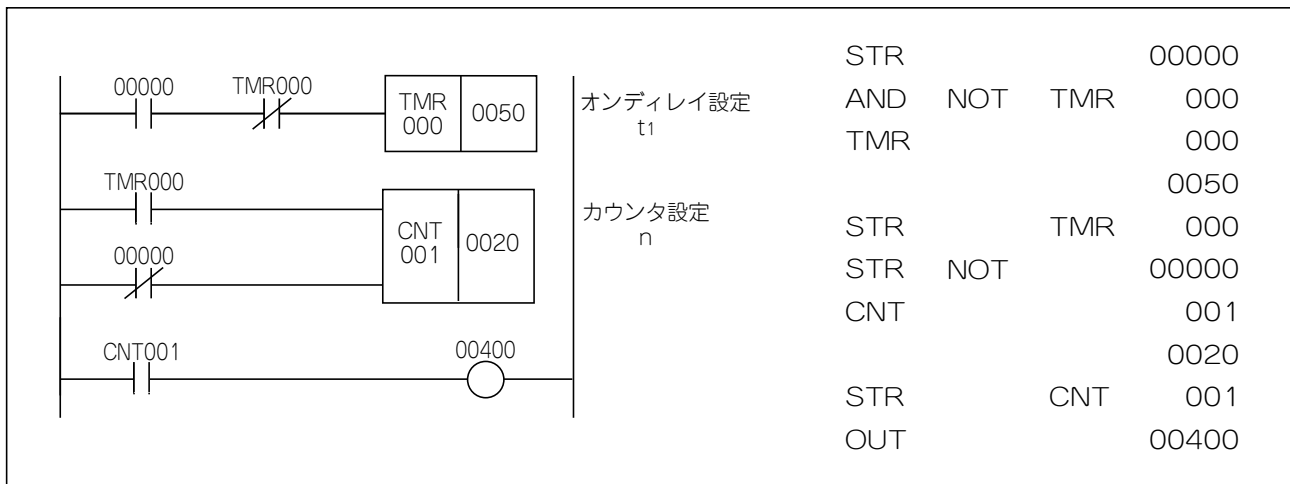 00000 TMR000
TMR
000 0050
オンディレイ設定
t1
TMR000
00000
CNT
001 0020
カウンタ設定
n
CNT001 00400
STR 00000
AND NOT TMR 000
TMR 000
0050
STR TMR 000
STR NOT 00000
CNT 001
0020
STR CNT 001
OUT 00400